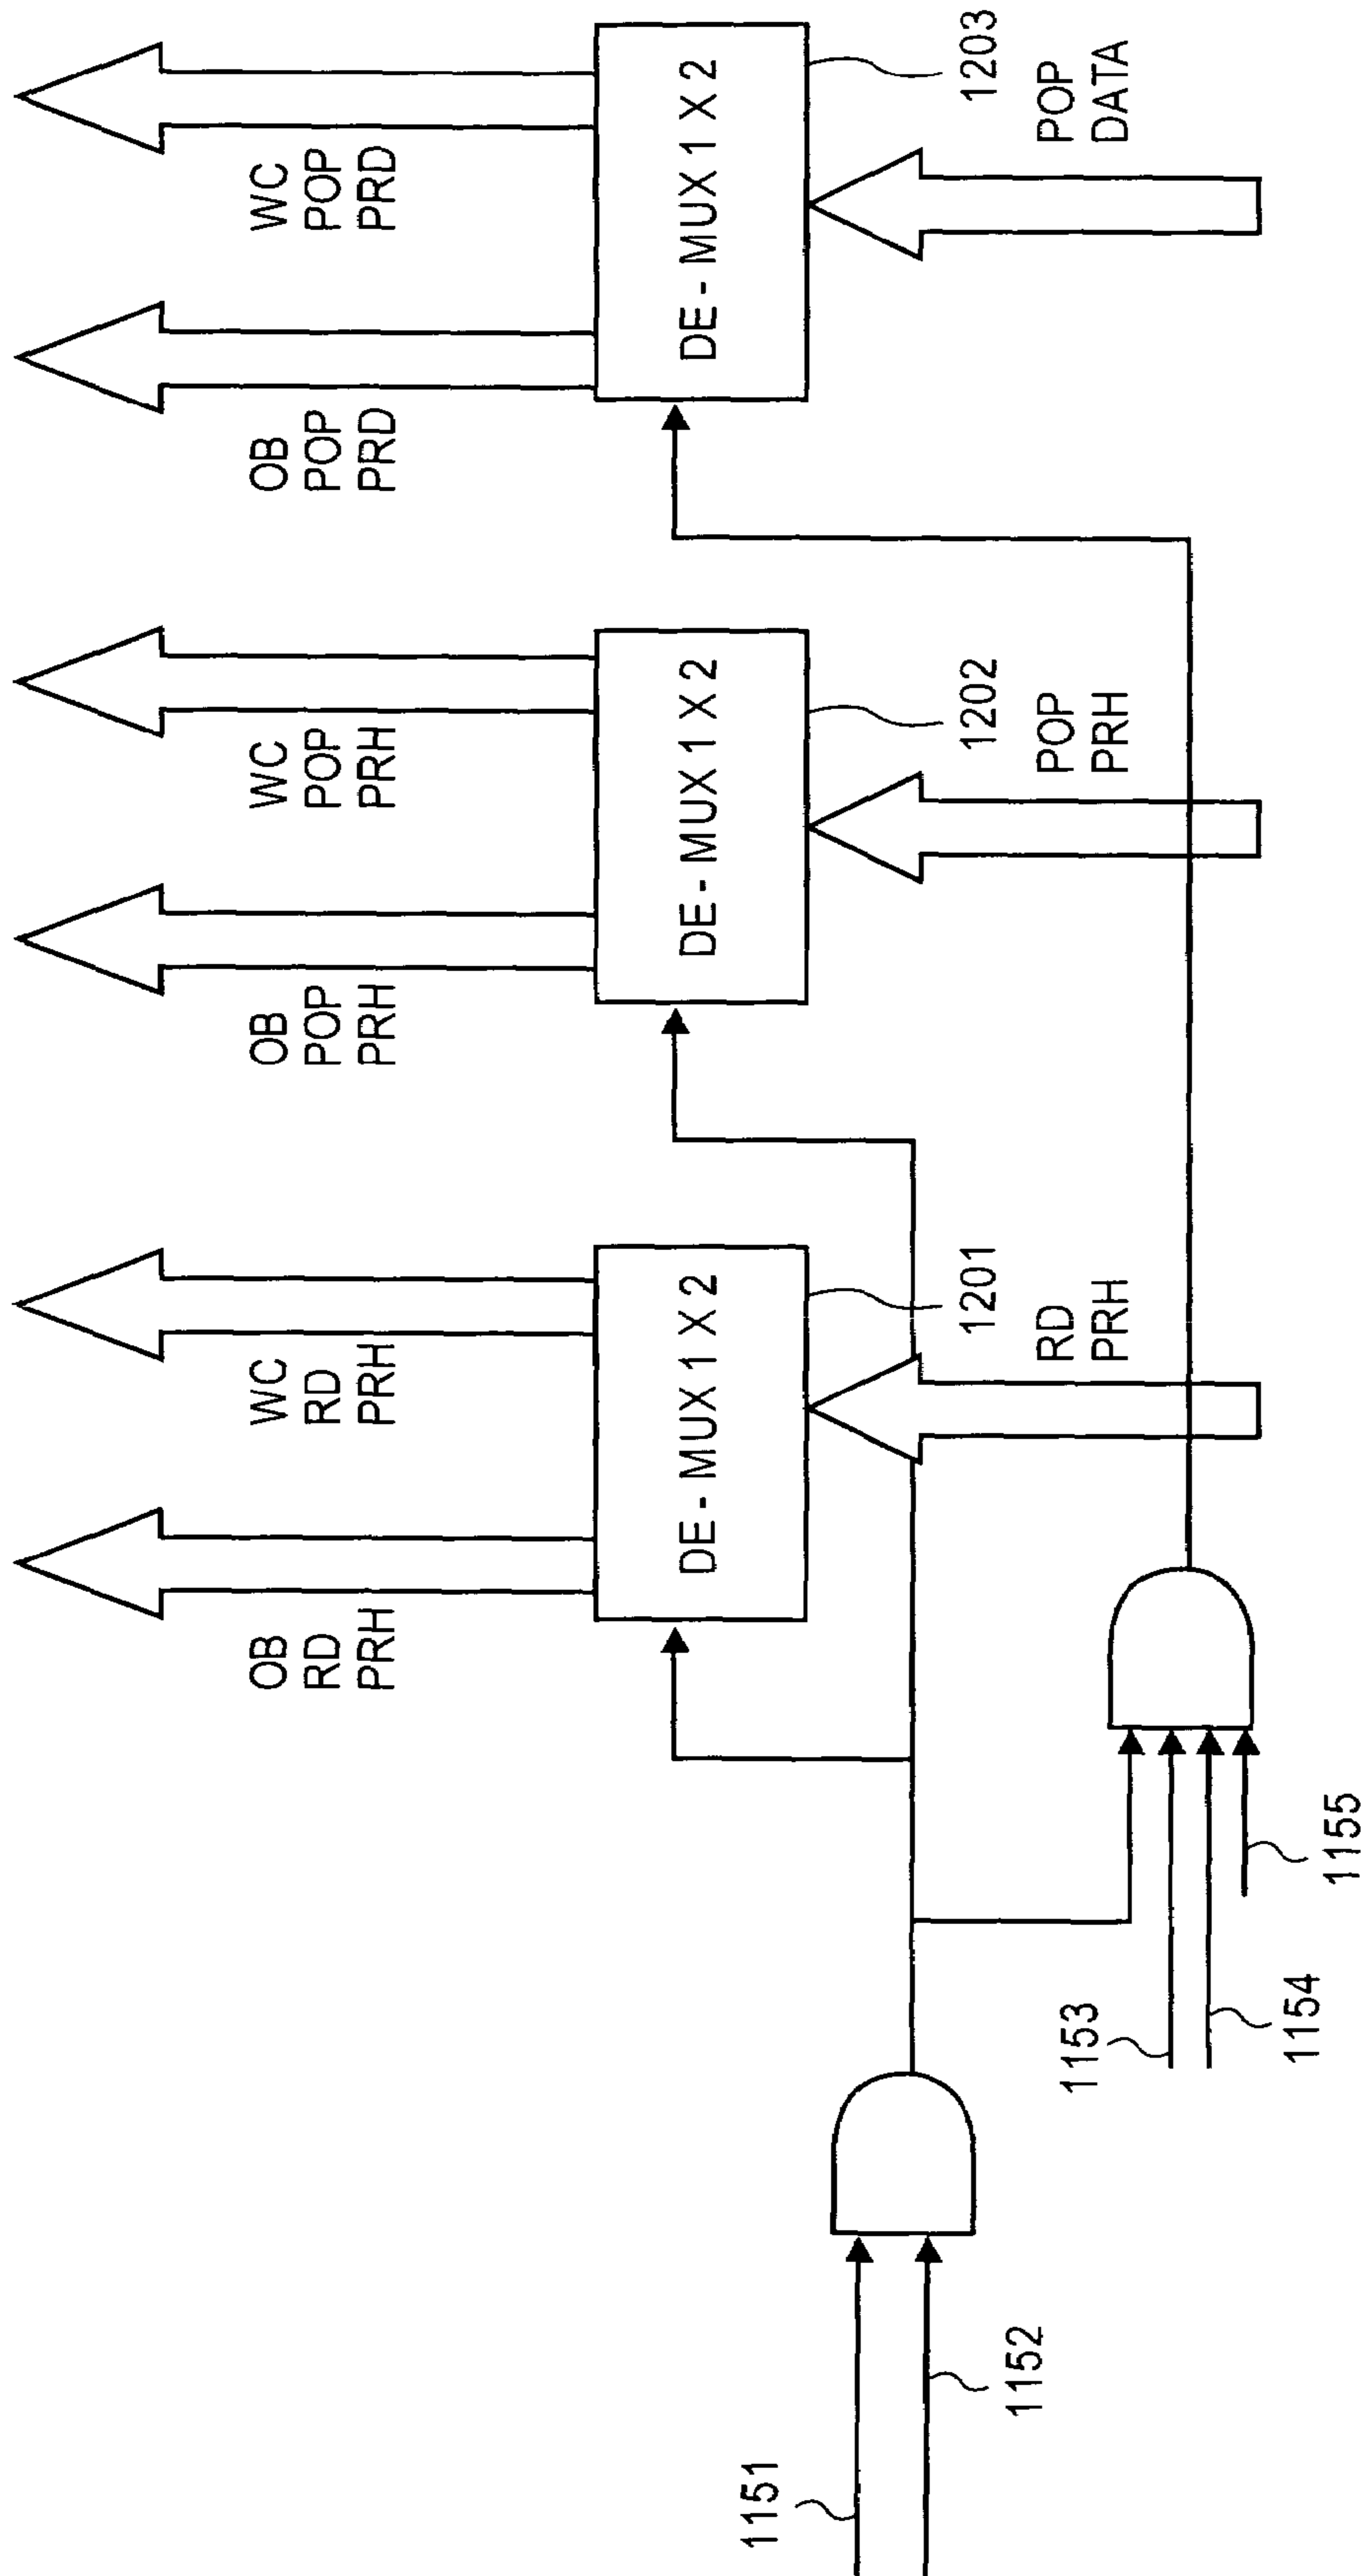 OB
RD
PRH
WC
RD
PRH
OB
POP
PRH
WC
POP
PRH
OB
POP
PRD
WC
POP
PRD
DE - MUX 1 X 2
DE - MUX 1 X 2
DE - MUX 1 X 2
1201
1202
1203
RD
PRH
POP
PRH
POP
DATA
1151
1152
1153
1154
1155